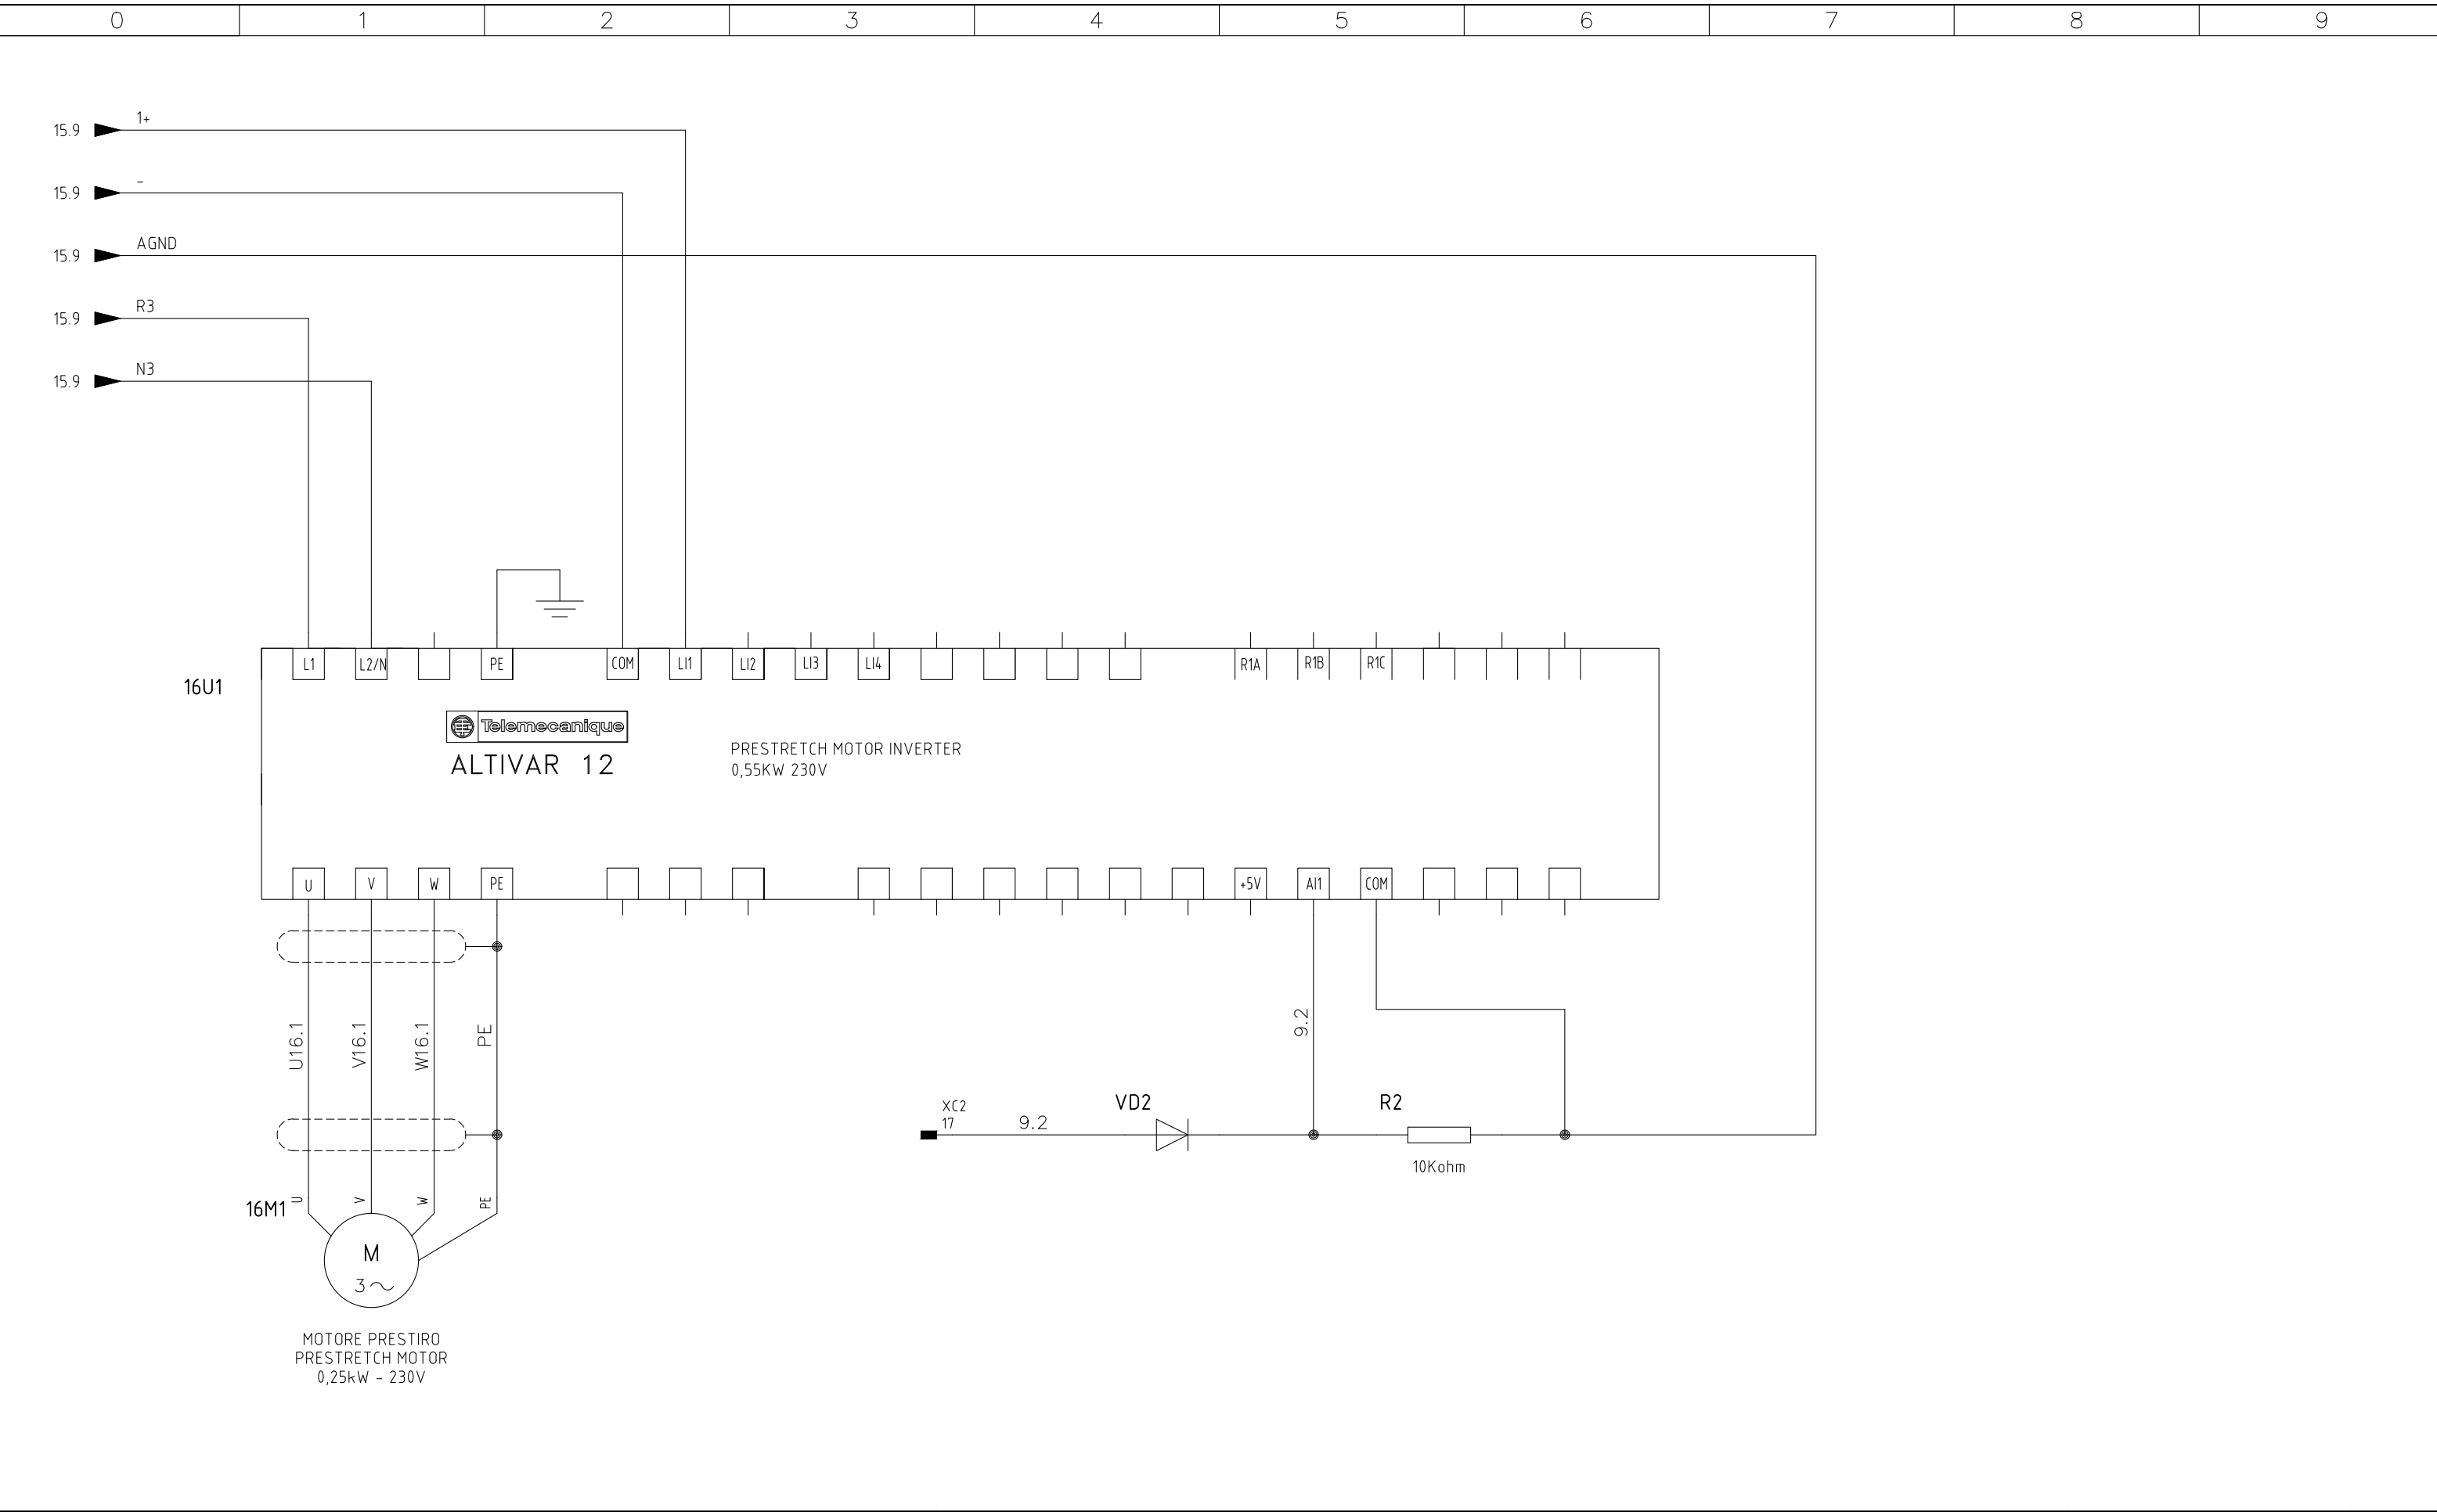 0 1 2 3 4 5 6 7 8 9
1+
15.9
-
15.9
AGND
15.9
R3
15.9
N3
15.9
L1 L2/N PE COM LI1 LI2 LI3 LI4 R1A R1B R1C
16U1
Telemecanique
ALTIVAR 12
PRESTRETCH MOTOR INVERTER
0,55KW 230V
U V W PE +5V AI1 COM
U16.1 V16.1 W16.1 PE
9.2
XC2
17
9.2
VD2
R2
10Kohm
16M1
U V W PE
M
3~
MOTORE PRESTIRO
PRESTRETCH MOTOR
0,25kW - 230V